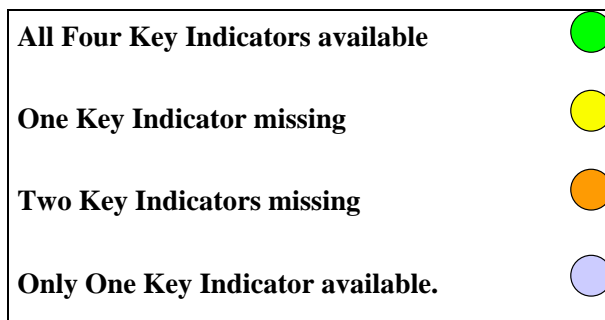 All Four Key Indicators available
One Key Indicator missing
Two Key Indicators missing
Only One Key Indicator available.